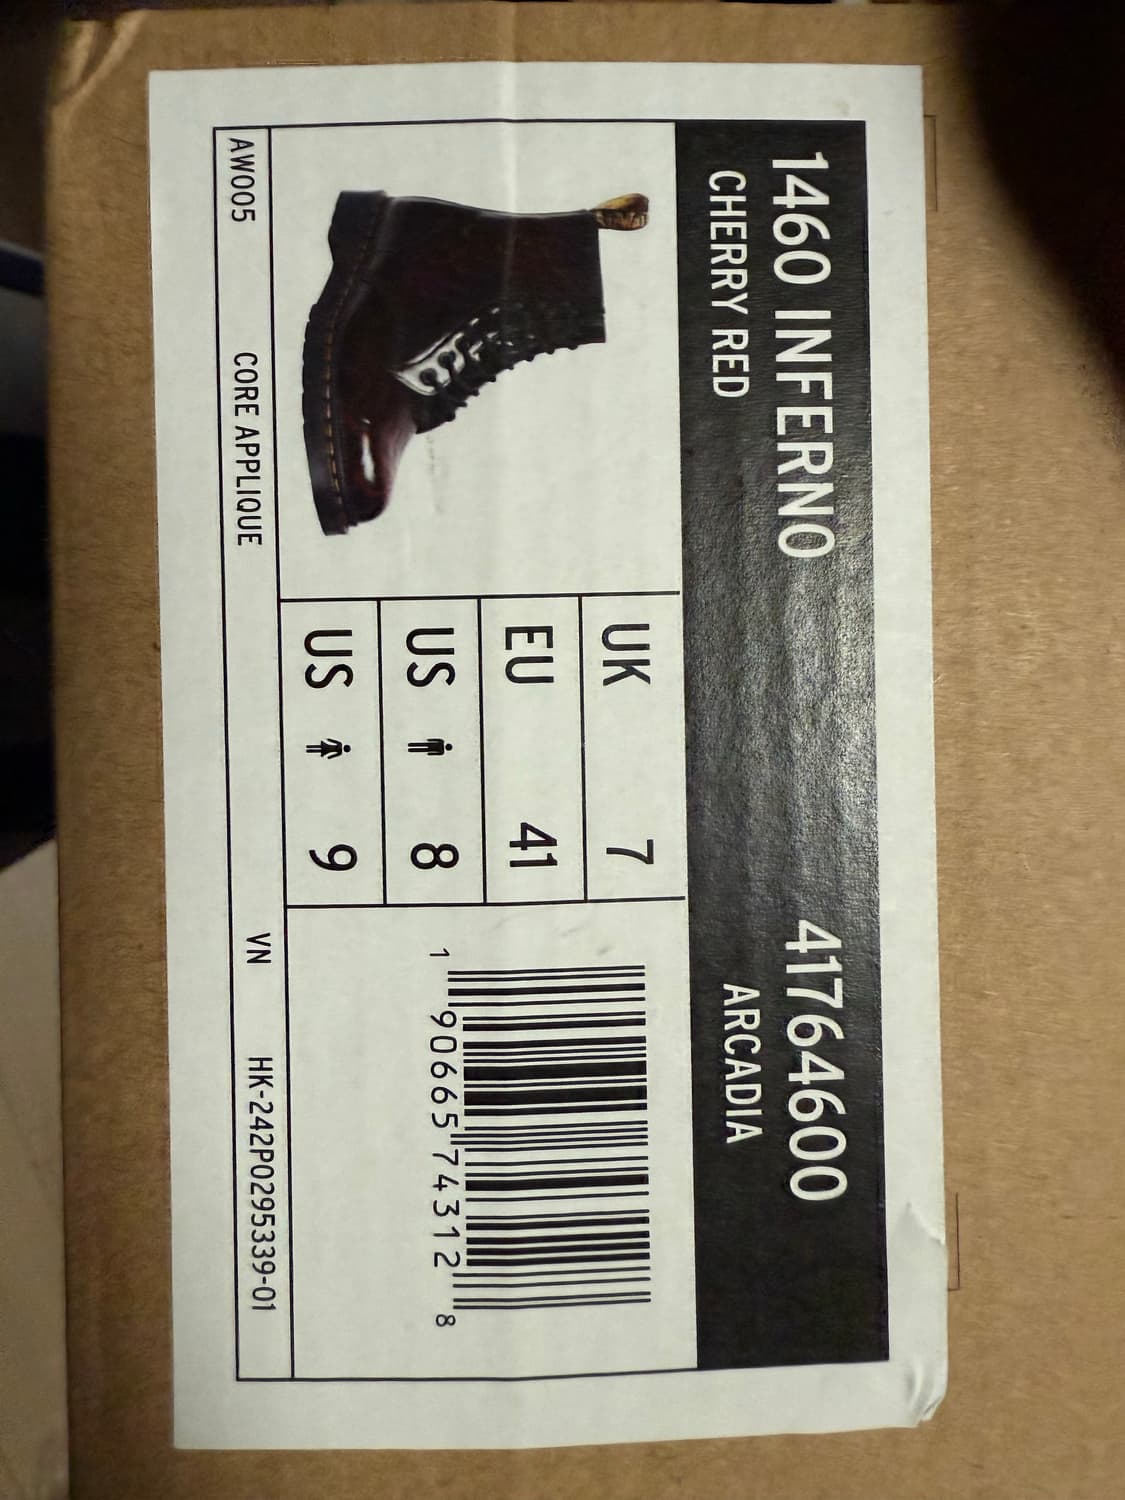 1460 INFERNO 41764600
CHERRY RED ARCADIA
UK 7
EU 41
US 8
US 9
1 90665 74312 8
AW005 CORE APPLIQUE VN HK-242P0295339-01